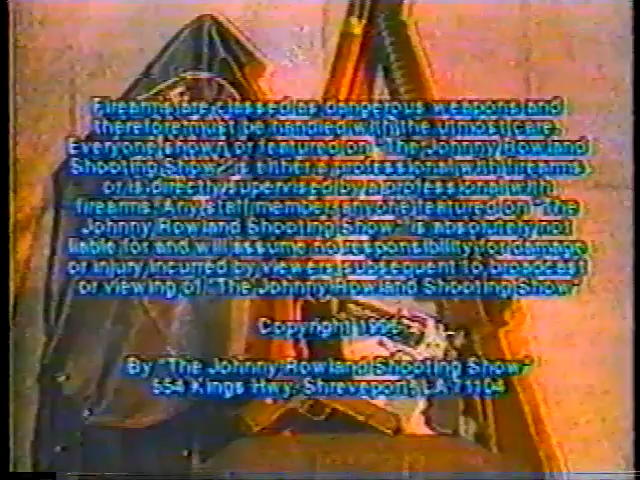 Firearms are classed as dangerous weapons and
therefore must be handled with the utmost care.
Everyone shown or featured on "The Johnny Rowland
Shooting Show" is either a professional with firearms
or is directly supervised by a professional with
firearms. Any staff member, anyone featured on "The
Johnny Rowland Shooting Show" is absolutely not
liable for and will assume no responsibility for damage
or injury incurred by viewers subsequent to broadcast
or viewing of "The Johnny Rowland Shooting Show"
Copyright
By "The Johnny Rowland Shooting Show"
554 Kings Hwy. Shreveport, LA 71104